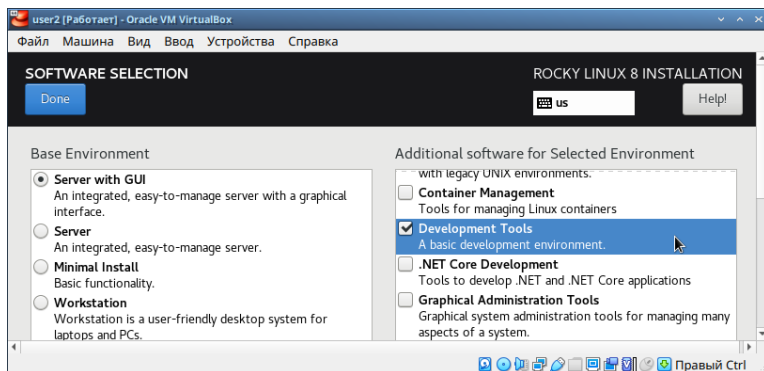 user2 [Работает] - Oracle VM VirtualBox
Файл Машина Вид Ввод Устройства Справка
SOFTWARE SELECTION
ROCKY LINUX 8 INSTALLATION
Done
us
Help!
Base Environment
Server with GUI
An integrated, easy-to-manage server with a graphical
interface.
Server
An integrated, easy-to-manage server.
Minimal Install
Basic functionality.
Workstation
Workstation is a user-friendly desktop system for
laptops and PCs.
Additional software for Selected Environment
with legacy UNIX environments.
Container Management
Tools for managing Linux containers
Development Tools
A basic development environment.
.NET Core Development
Tools to develop .NET and .NET Core applications
Graphical Administration Tools
Graphical system administration tools for managing many
aspects of a system.
Правый Ctrl